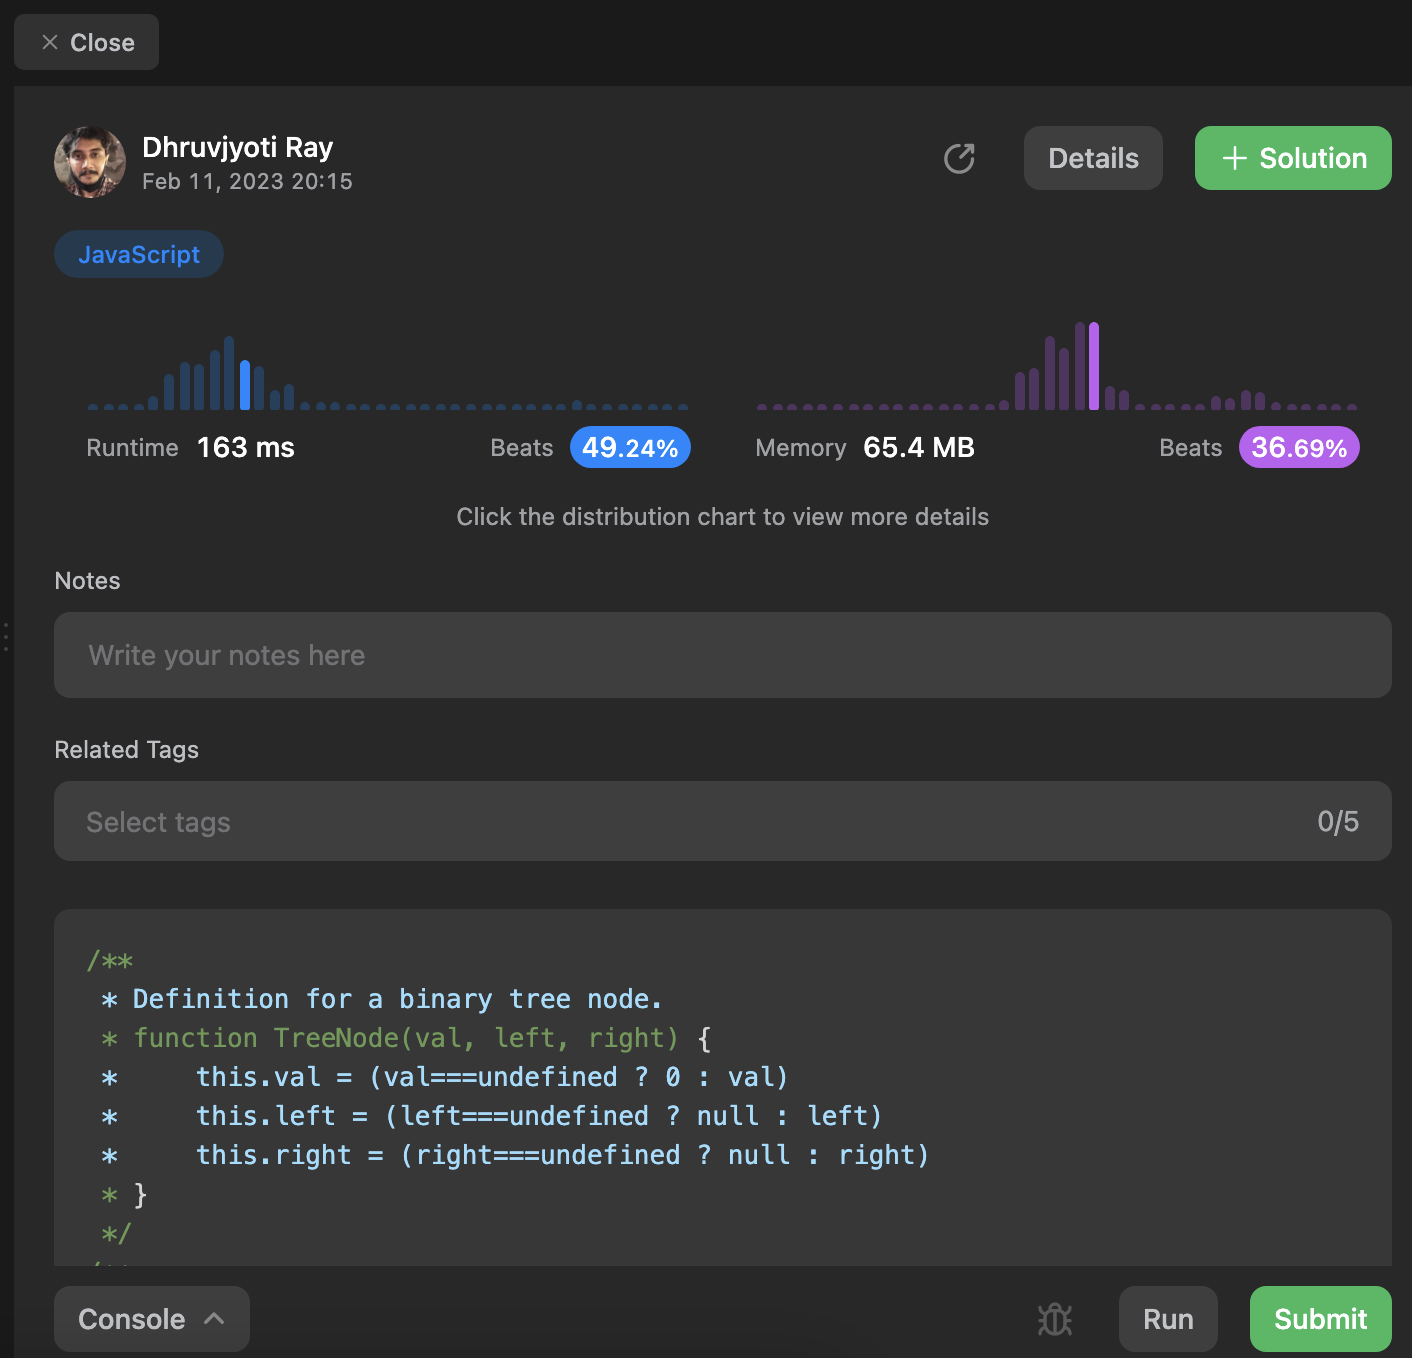 Close
Dhruvjyoti Ray
Feb 11, 2023 20:15
Details
+ Solution
JavaScript
Runtime 163 ms Beats 49.24%
Memory 65.4 MB Beats 36.69%
Click the distribution chart to view more details
Notes
Write your notes here
Related Tags
Select tags 0/5
/**
 * Definition for a binary tree node.
 * function TreeNode(val, left, right) {
 *     this.val = (val===undefined ? 0 : val)
 *     this.left = (left===undefined ? null : left)
 *     this.right = (right===undefined ? null : right)
 * }
 */
Console
Run
Submit